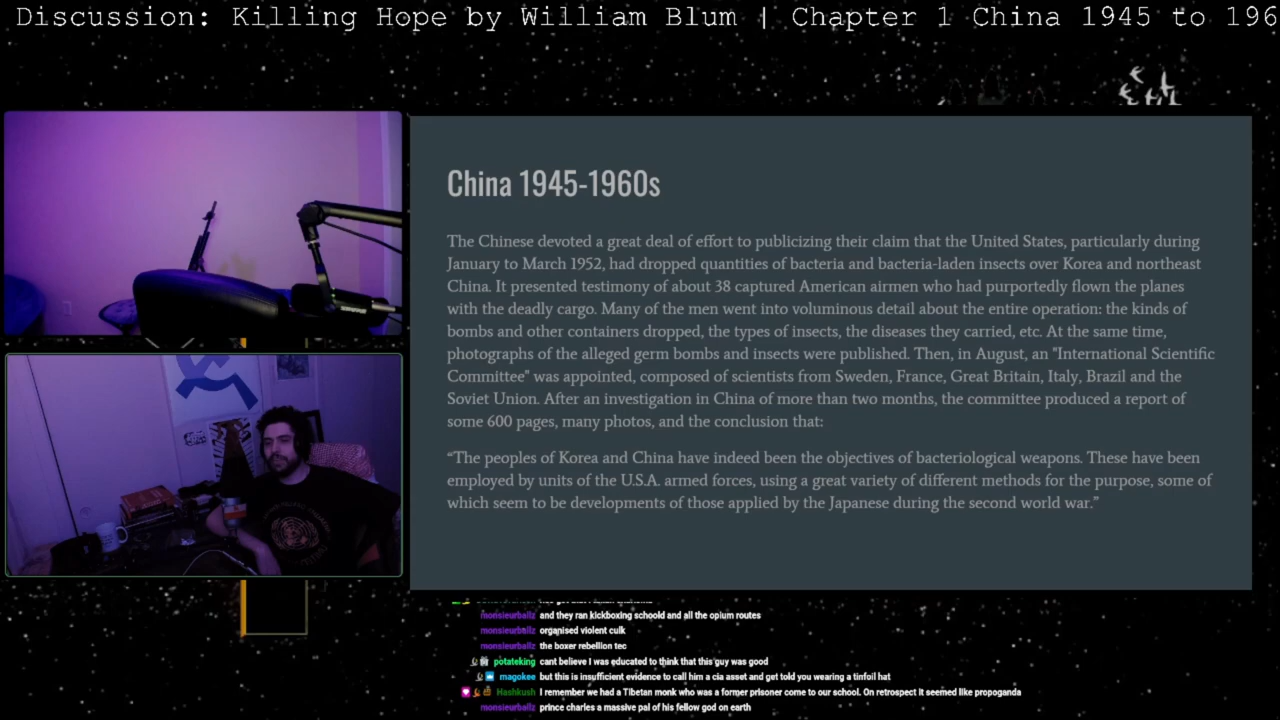 Discussion: Killing Hope by William Blum | Chapter 1 China 1945 to 196
China 1945-1960s
The Chinese devoted a great deal of effort to publicizing their claim that the United States, particularly during
January to March 1952, had dropped quantities of bacteria and bacteria-laden insects over Korea and northeast
China. It presented testimony of about 38 captured American airmen who had purportedly flown the planes
with the deadly cargo. Many of the men went into voluminous detail about the entire operation: the kinds of
bombs and other containers dropped, the types of insects, the diseases they carried, etc. At the same time,
photographs of the alleged germ bombs and insects were published. Then, in August, an "International Scientific
Committee" was appointed, composed of scientists from Sweden, France, Great Britain, Italy, Brazil and the
Soviet Union. After an investigation in China of more than two months, the committee produced a report of
some 600 pages, many photos, and the conclusion that:
“The peoples of Korea and China have indeed been the objectives of bacteriological weapons. These have been
employed by units of the U.S.A. armed forces, using a great variety of different methods for the purpose, some of
which seem to be developments of those applied by the Japanese during the second world war.”
monsieurballz and they ran kickboxing schoold and all the opium routes
monsieurballz organised violent culk
monsieurballz the boxer rebellion tec
potateking cant believe I was educated to think that this guy was good
magokee but this is insufficient evidence to call him a cia asset and get told you wearing a tinfoil hat
Hashkush I remember we had a Tibetan monk who was a former prisoner come to our school. On retrospect it seemed like propoganda
monsieurballz prince charles a massive pal of his fellow god on earth